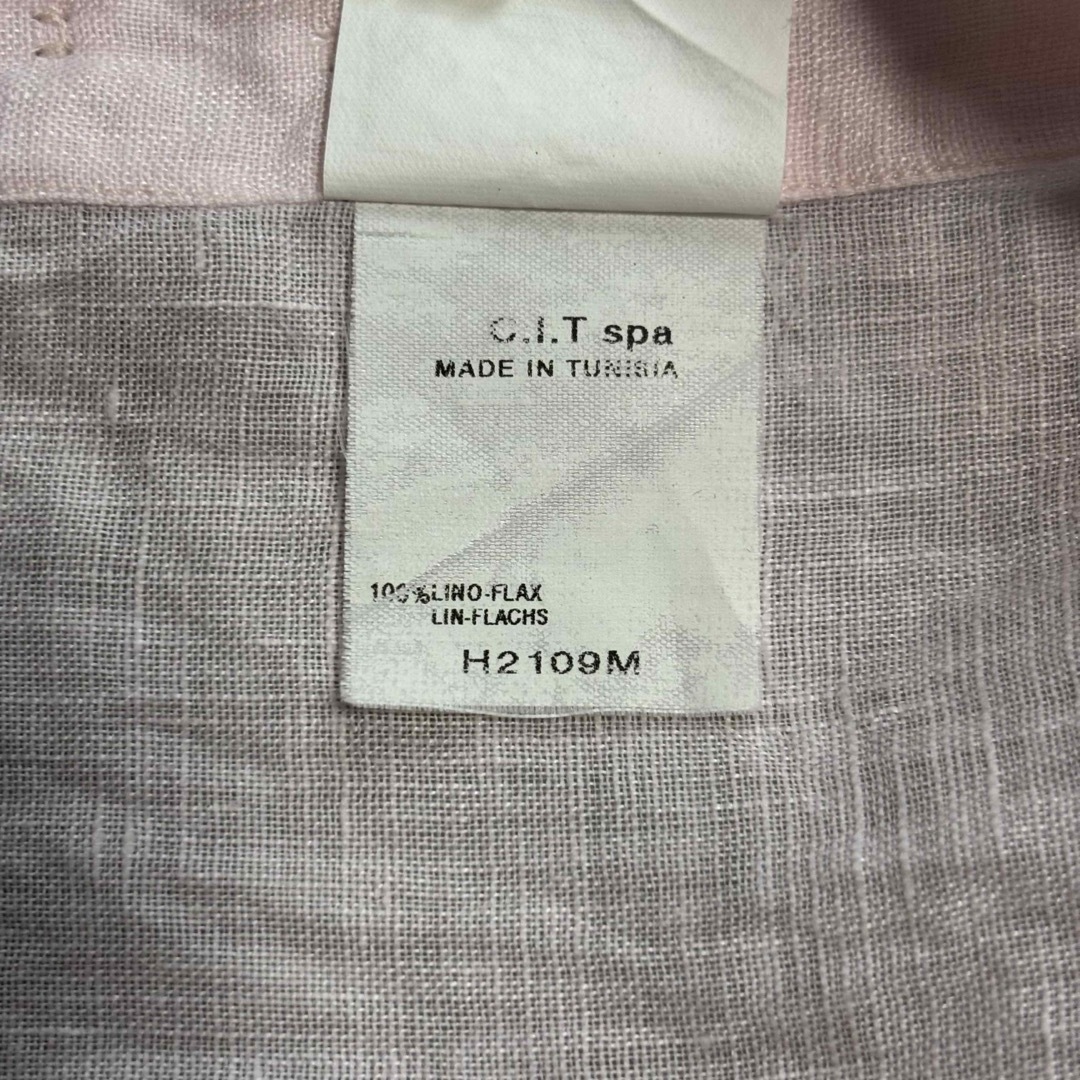 C.I.T spa
MADE IN TUNISIA
100%LINO-FLAX
LIN-FLACHS
H2109M